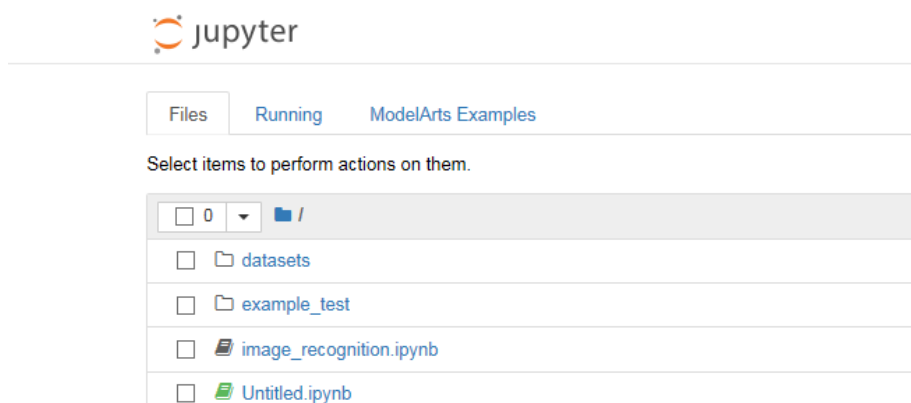 jupyter
Files Running ModelArts Examples
Select items to perform actions on them.
0 /
datasets
example_test
image_recognition.ipynb
Untitled.ipynb